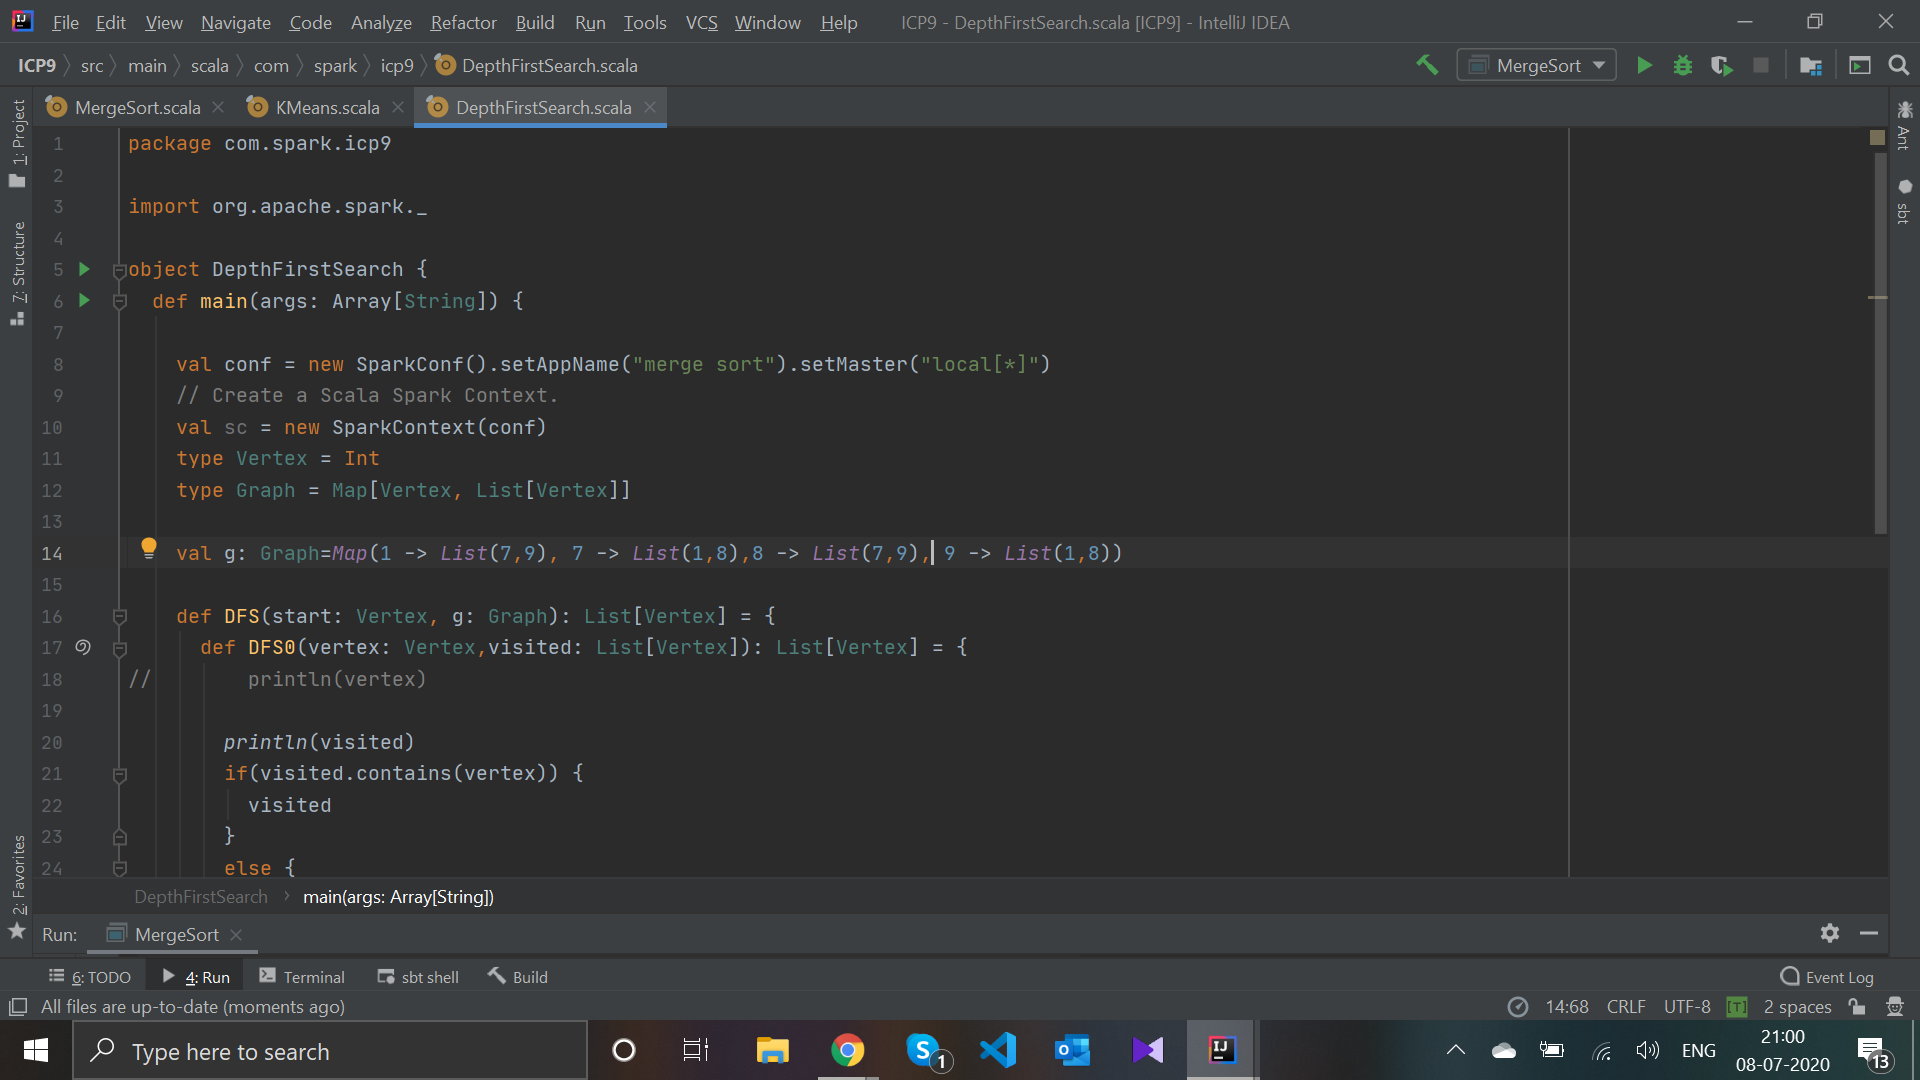 File Edit View Navigate Code Analyze Refactor Build Run Tools VCS Window Help ICP9 - DepthFirstSearch.scala [ICP9] - IntelliJ IDEA
ICP9 src main scala com spark icp9 DepthFirstSearch.scala MergeSort
MergeSort.scala KMeans.scala DepthFirstSearch.scala
1: Project
7: Structure
2: Favorites
Ant
sbt
1 package com.spark.icp9
2
3 import org.apache.spark._
4
5 object DepthFirstSearch {
6 def main(args: Array[String]) {
7
8 val conf = new SparkConf().setAppName("merge sort").setMaster("local[*]")
9 // Create a Scala Spark Context.
10 val sc = new SparkContext(conf)
11 type Vertex = Int
12 type Graph = Map[Vertex, List[Vertex]]
13
14 val g: Graph=Map(1 -> List(7,9), 7 -> List(1,8),8 -> List(7,9), 9 -> List(1,8))
15
16 def DFS(start: Vertex, g: Graph): List[Vertex] = {
17 def DFS0(vertex: Vertex,visited: List[Vertex]): List[Vertex] = {
18 // println(vertex)
19
20 println(visited)
21 if(visited.contains(vertex)) {
22 visited
23 }
24 else {
DepthFirstSearch main(args: Array[String])
Run: MergeSort
6: TODO 4: Run Terminal sbt shell Build Event Log
All files are up-to-date (moments ago) 14:68 CRLF UTF-8 [T] 2 spaces
Type here to search
S 1
IJ
ENG
21:00
08-07-2020
13